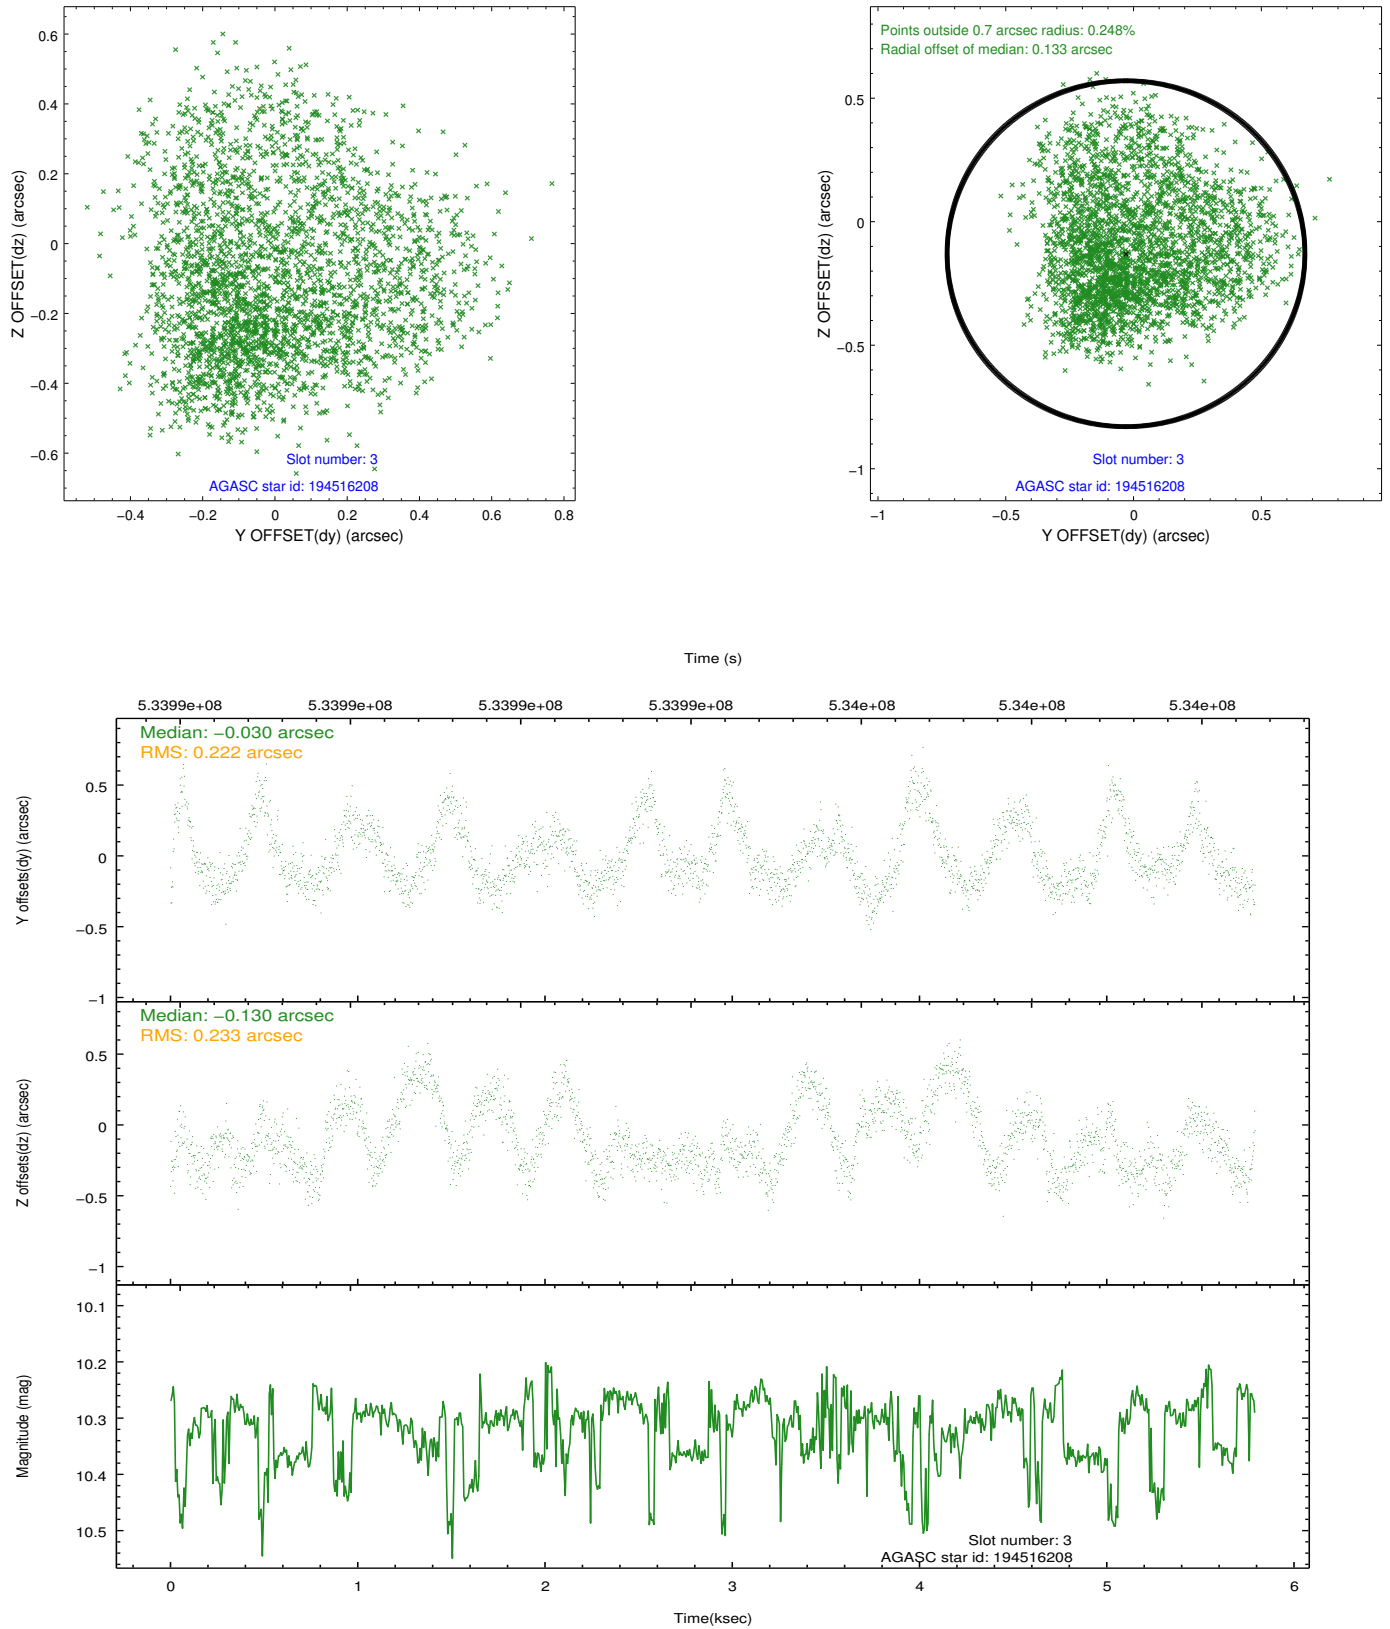 0.6
0.4
0.2
0
−0.2
−0.4
−0.6
Z OFFSET(dz) (arcsec)
Slot number: 3
AGASC star id: 194516208
−0.4 −0.2 0 0.2 0.4 0.6 0.8
Y OFFSET(dy) (arcsec)
Points outside 0.7 arcsec radius: 0.248%
Radial offset of median: 0.133 arcsec
0.5
0
−0.5
−1
Z OFFSET(dz) (arcsec)
Slot number: 3
AGASC star id: 194516208
−1 −0.5 0 0.5
Y OFFSET(dy) (arcsec)
Time (s)
5.3399e+08 5.3399e+08 5.3399e+08 5.3399e+08 5.34e+08 5.34e+08 5.34e+08
Median: −0.030 arcsec
RMS: 0.222 arcsec
0.5
0
−0.5
−1
Y offsets(dy) (arcsec)
Median: −0.130 arcsec
RMS: 0.233 arcsec
0.5
0
−0.5
−1
Z offsets(dz) (arcsec)
10.1
10.2
10.3
10.4
10.5
Magnitude (mag)
Slot number: 3
AGASC star id: 194516208
0 1 2 3 4 5 6
Time(ksec)